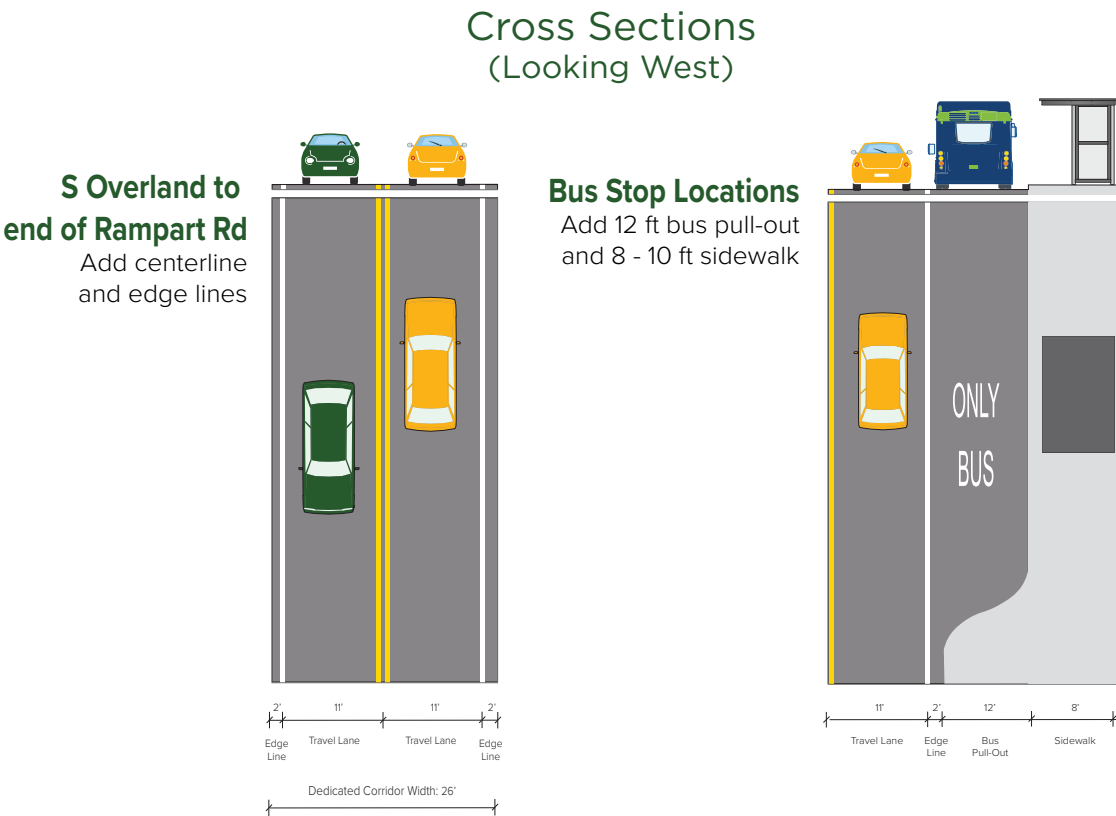 Cross Sections
(Looking West)
S Overland to
end of Rampart Rd
Add centerline
and edge lines
2' 11' 11' 2'
Edge Line Travel Lane Travel Lane Edge Line
Dedicated Corridor Width: 26'
Bus Stop Locations
Add 12 ft bus pull-out
and 8 - 10 ft sidewalk
ONLY
BUS
11' 2' 12' 8'
Travel Lane Edge Line Bus Pull-Out Sidewalk